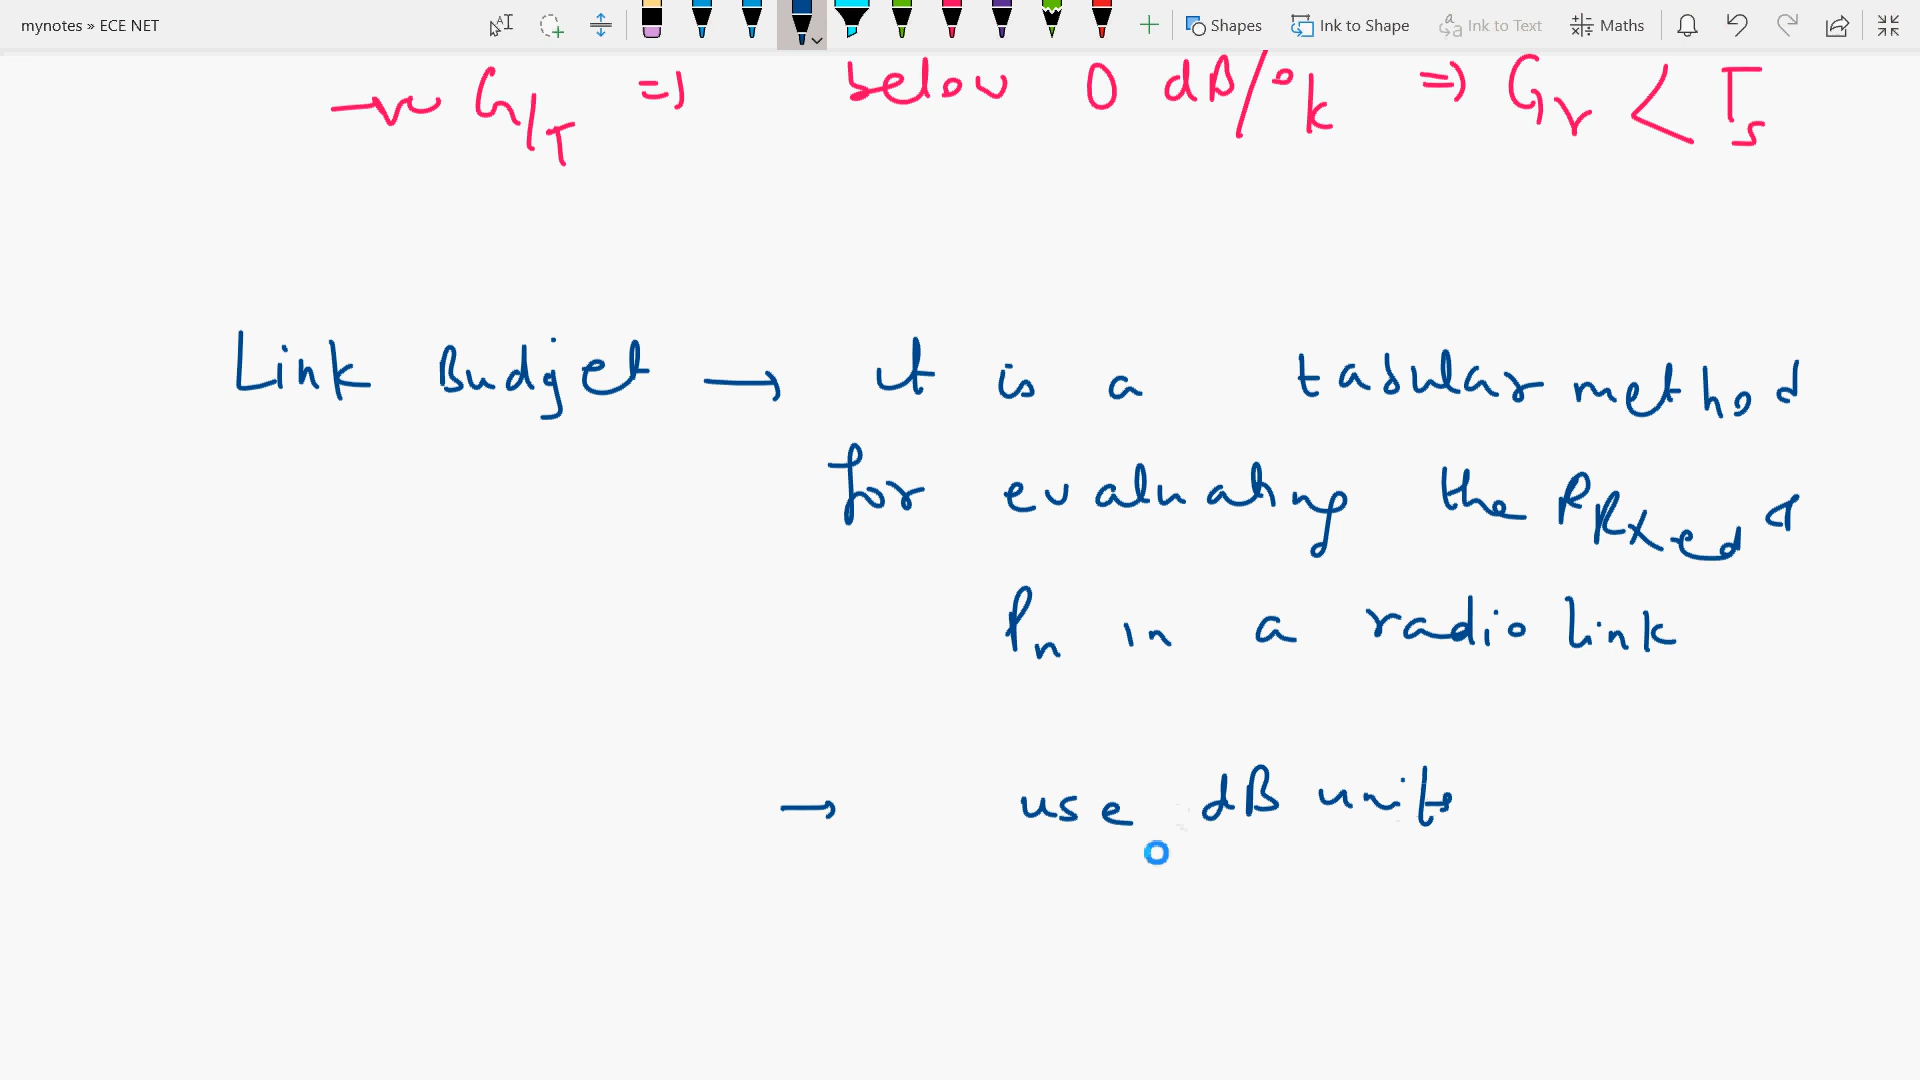 mynotes » ECE NET
Shapes Ink to Shape Ink to Text Maths
-ve G/T => below 0 dB/°k => Gr < Ts
Link Budget → it is a tabular method
for evaluating the PRXed &
Pn in a radio link
→ use dB units